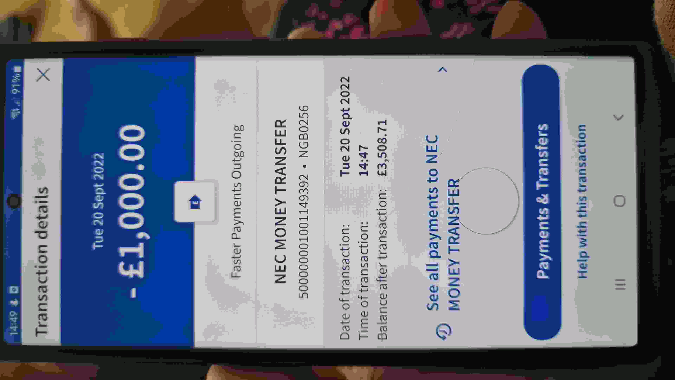 14:49
91%
Transaction details
Tue 20 Sept 2022
- £1,000.00
Faster Payments Outgoing
NEC MONEY TRANSFER
500000001001149392 • NGB0256
Date of transaction: Tue 20 Sept 2022
Time of transaction: 14:47
Balance after transaction: £3,508.71
See all payments to NEC
MONEY TRANSFER
Payments & Transfers
Help with this transaction